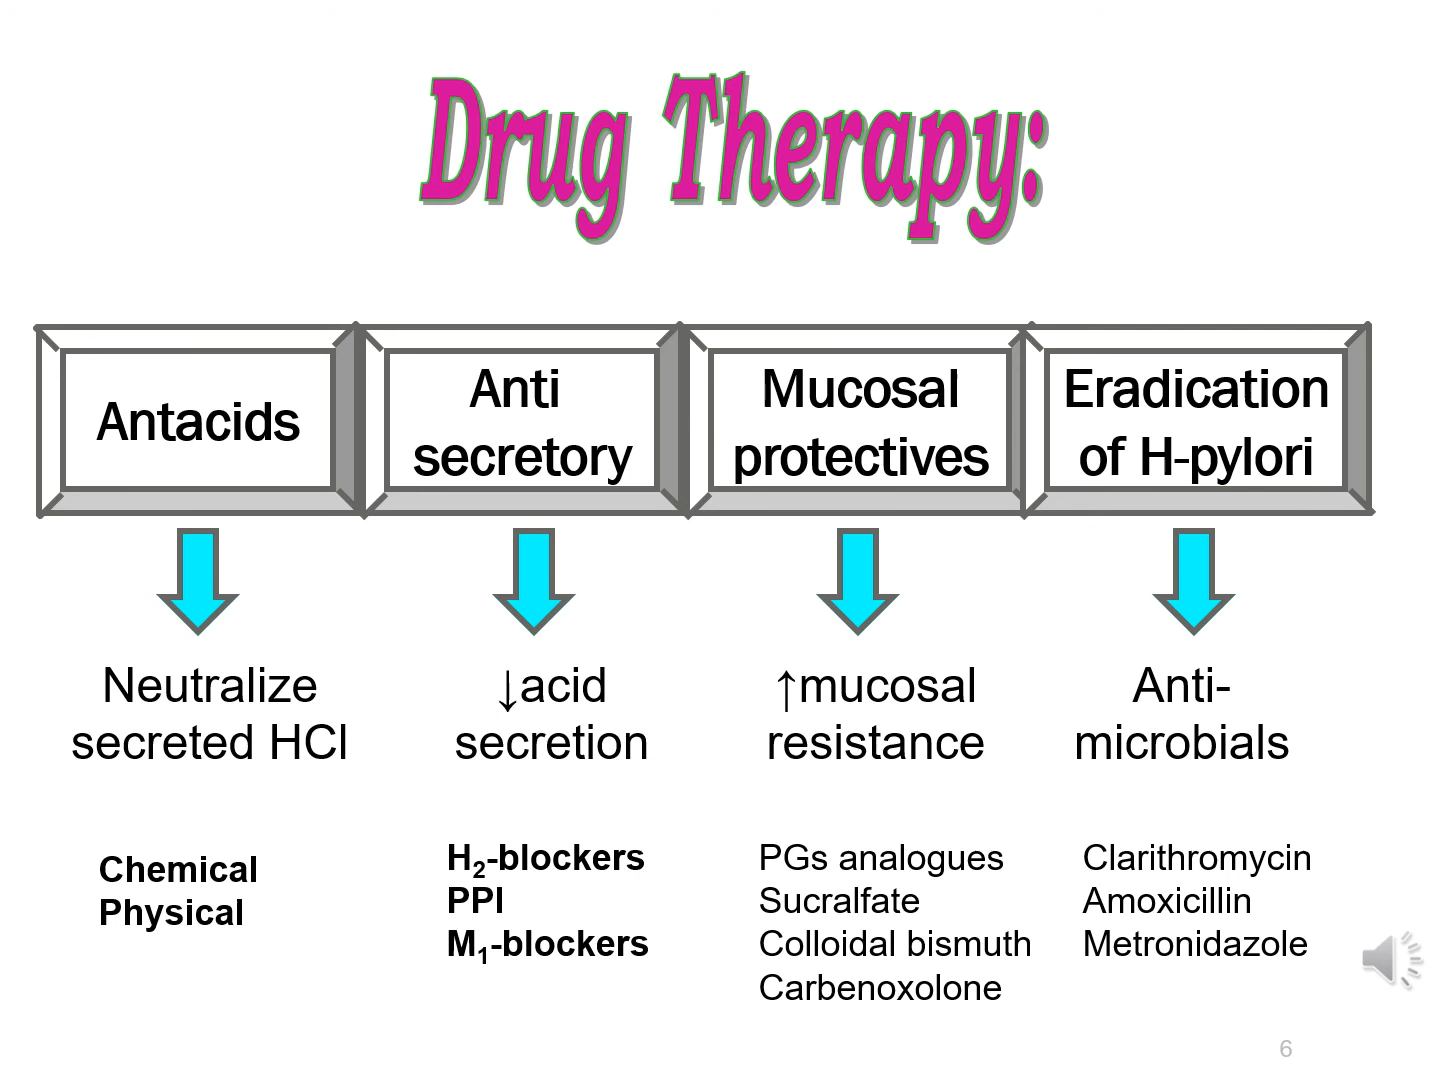 Drug Therapy:
Antacids
Anti
secretory
Mucosal
protectives
Eradication
of H-pylori
Neutralize
secreted HCl
↓acid
secretion
↑mucosal
resistance
Anti-
microbials
Chemical
Physical
H₂-blockers
PPI
M₁-blockers
PGs analogues
Sucralfate
Colloidal bismuth
Carbenoxolone
Clarithromycin
Amoxicillin
Metronidazole
6